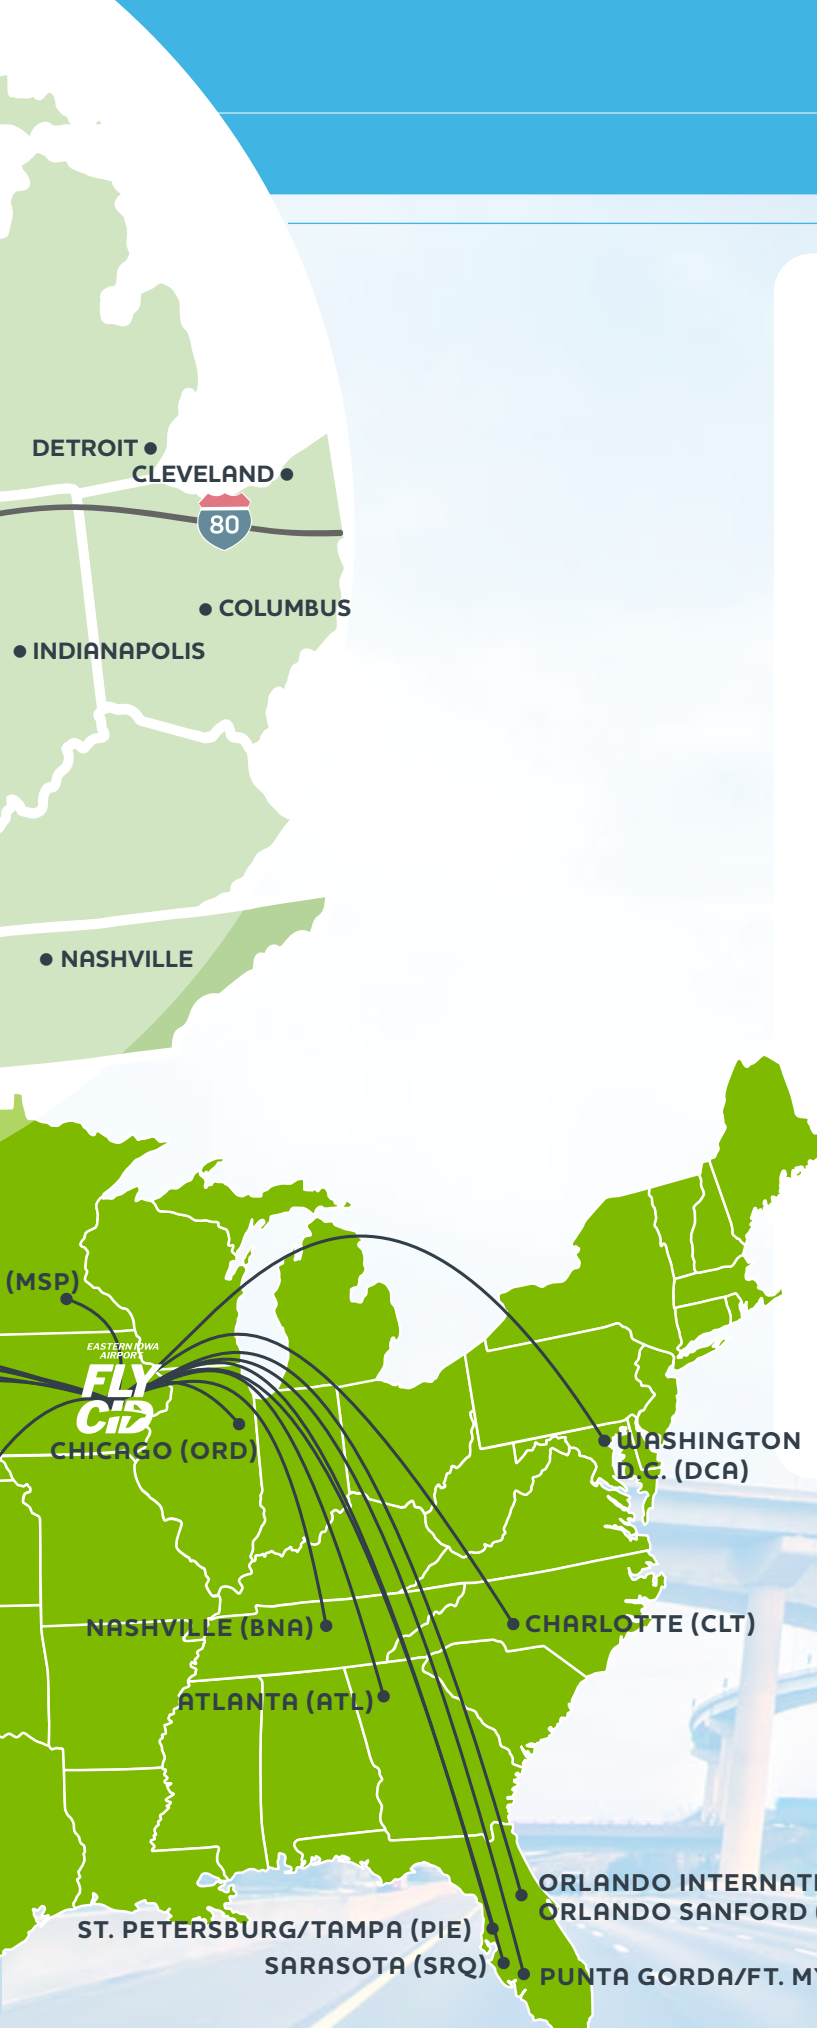 DETROIT
CLEVELAND
80
COLUMBUS
INDIANAPOLIS
NASHVILLE
(MSP)
EASTERN IOWA
AIRPORT
FLY
CID
CHICAGO (ORD)
WASHINGTON
D.C. (DCA)
NASHVILLE (BNA)
CHARLOTTE (CLT)
ATLANTA (ATL)
ORLANDO INTERNATI
ORLANDO SANFORD (
ST. PETERSBURG/TAMPA (PIE)
SARASOTA (SRQ)
PUNTA GORDA/FT. MY